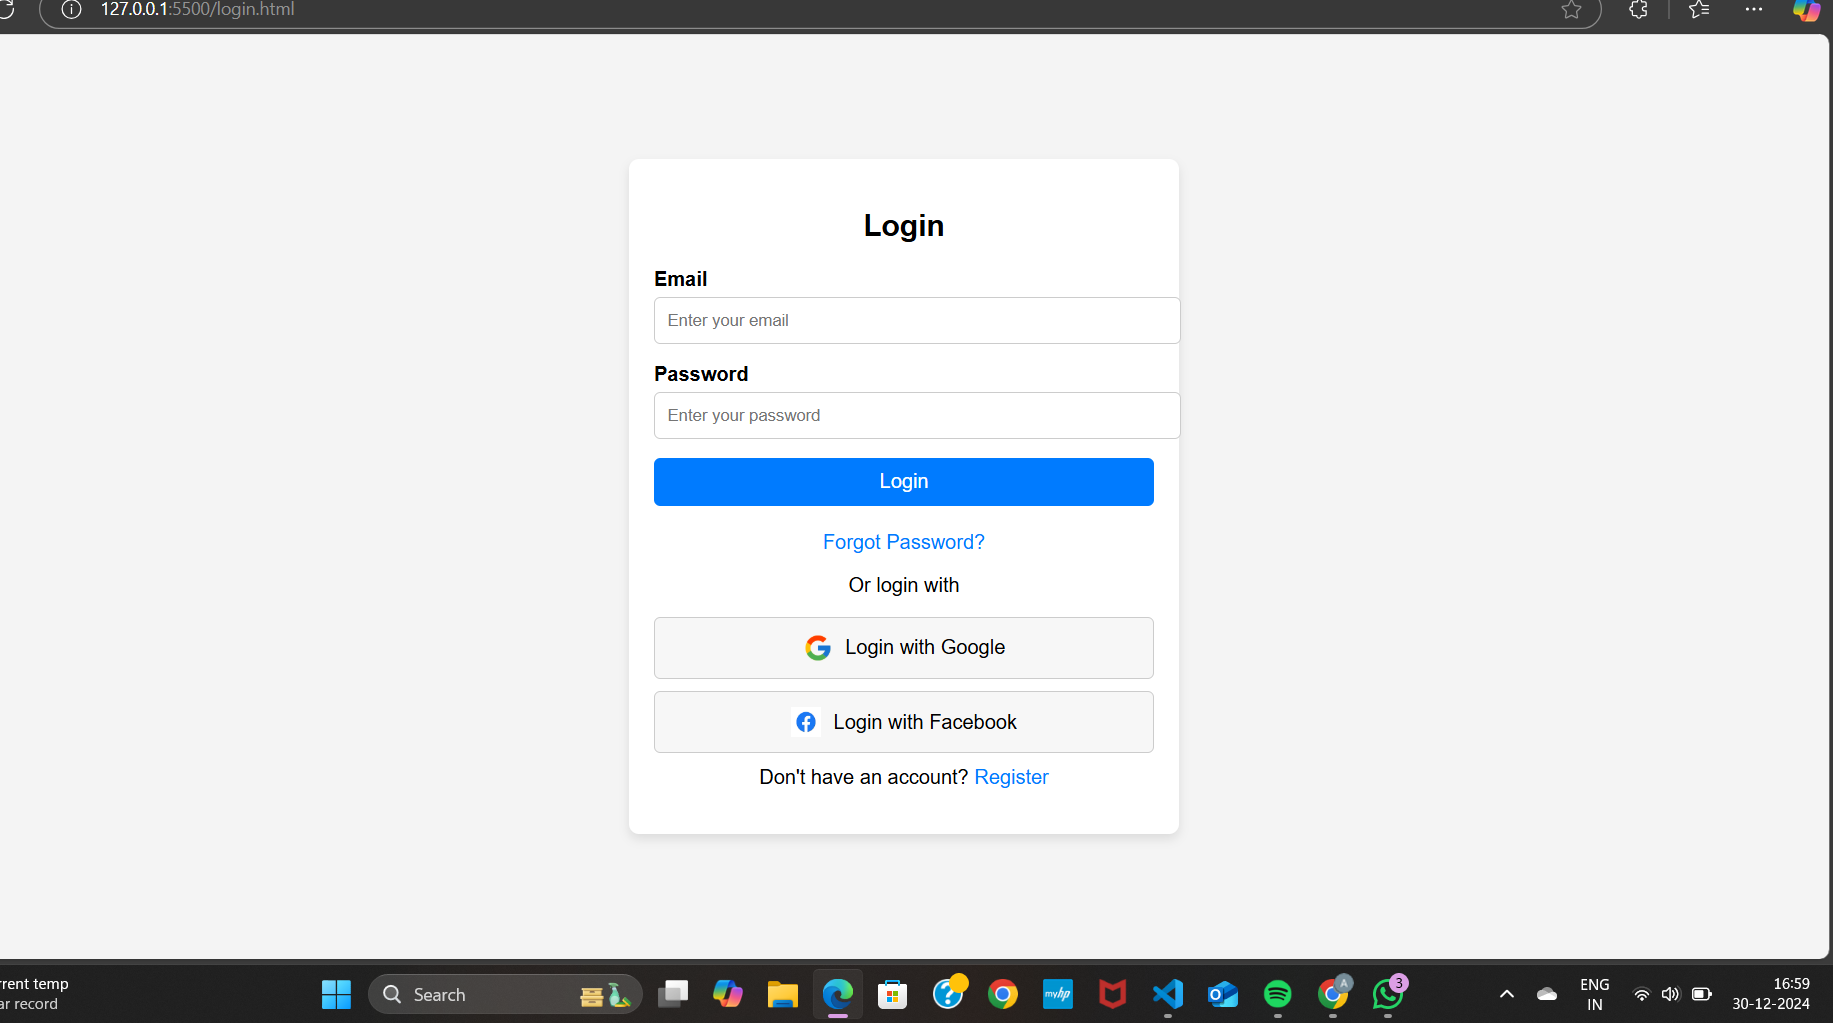 127.0.0.1:5500/login.html
Login
Email
Enter your email
Password
Enter your password
Login
Forgot Password?
Or login with
Login with Google
Login with Facebook
Don't have an account? Register
rrent temp
ar record
Search
myhp
A
3
ENG
IN
16:59
30-12-2024